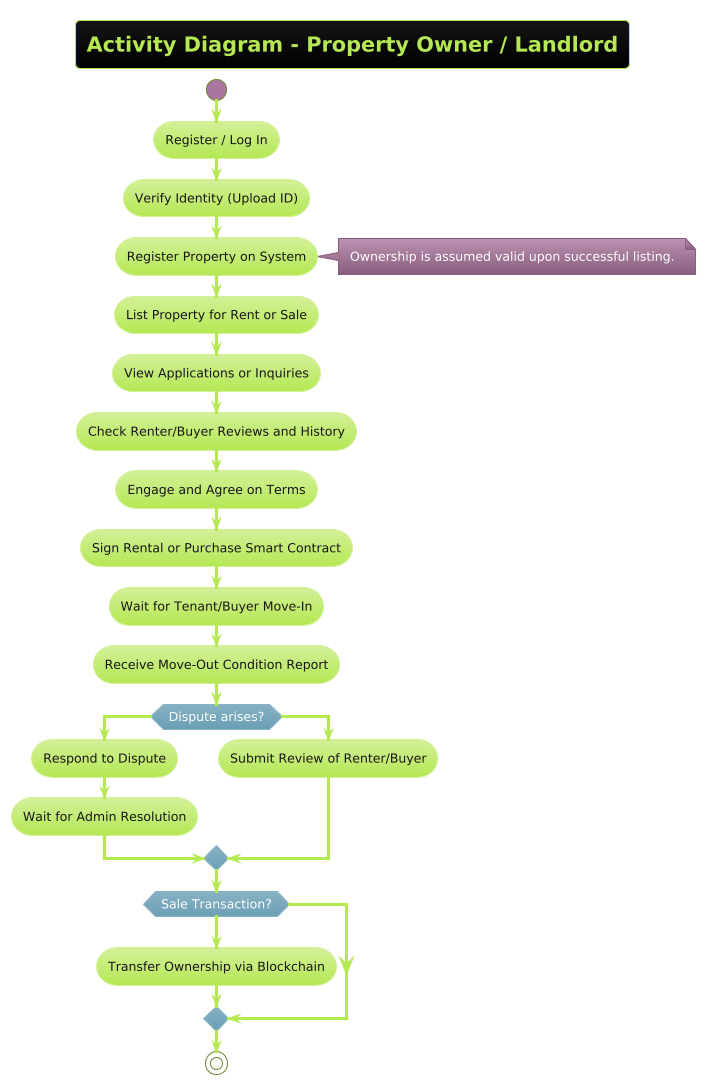 Activity Diagram - Property Owner / Landlord
Register / Log In
Verify Identity (Upload ID)
Register Property on System
Ownership is assumed valid upon successful listing.
List Property for Rent or Sale
View Applications or Inquiries
Check Renter/Buyer Reviews and History
Engage and Agree on Terms
Sign Rental or Purchase Smart Contract
Wait for Tenant/Buyer Move-In
Receive Move-Out Condition Report
Dispute arises?
Respond to Dispute
Submit Review of Renter/Buyer
Wait for Admin Resolution
Sale Transaction?
Transfer Ownership via Blockchain